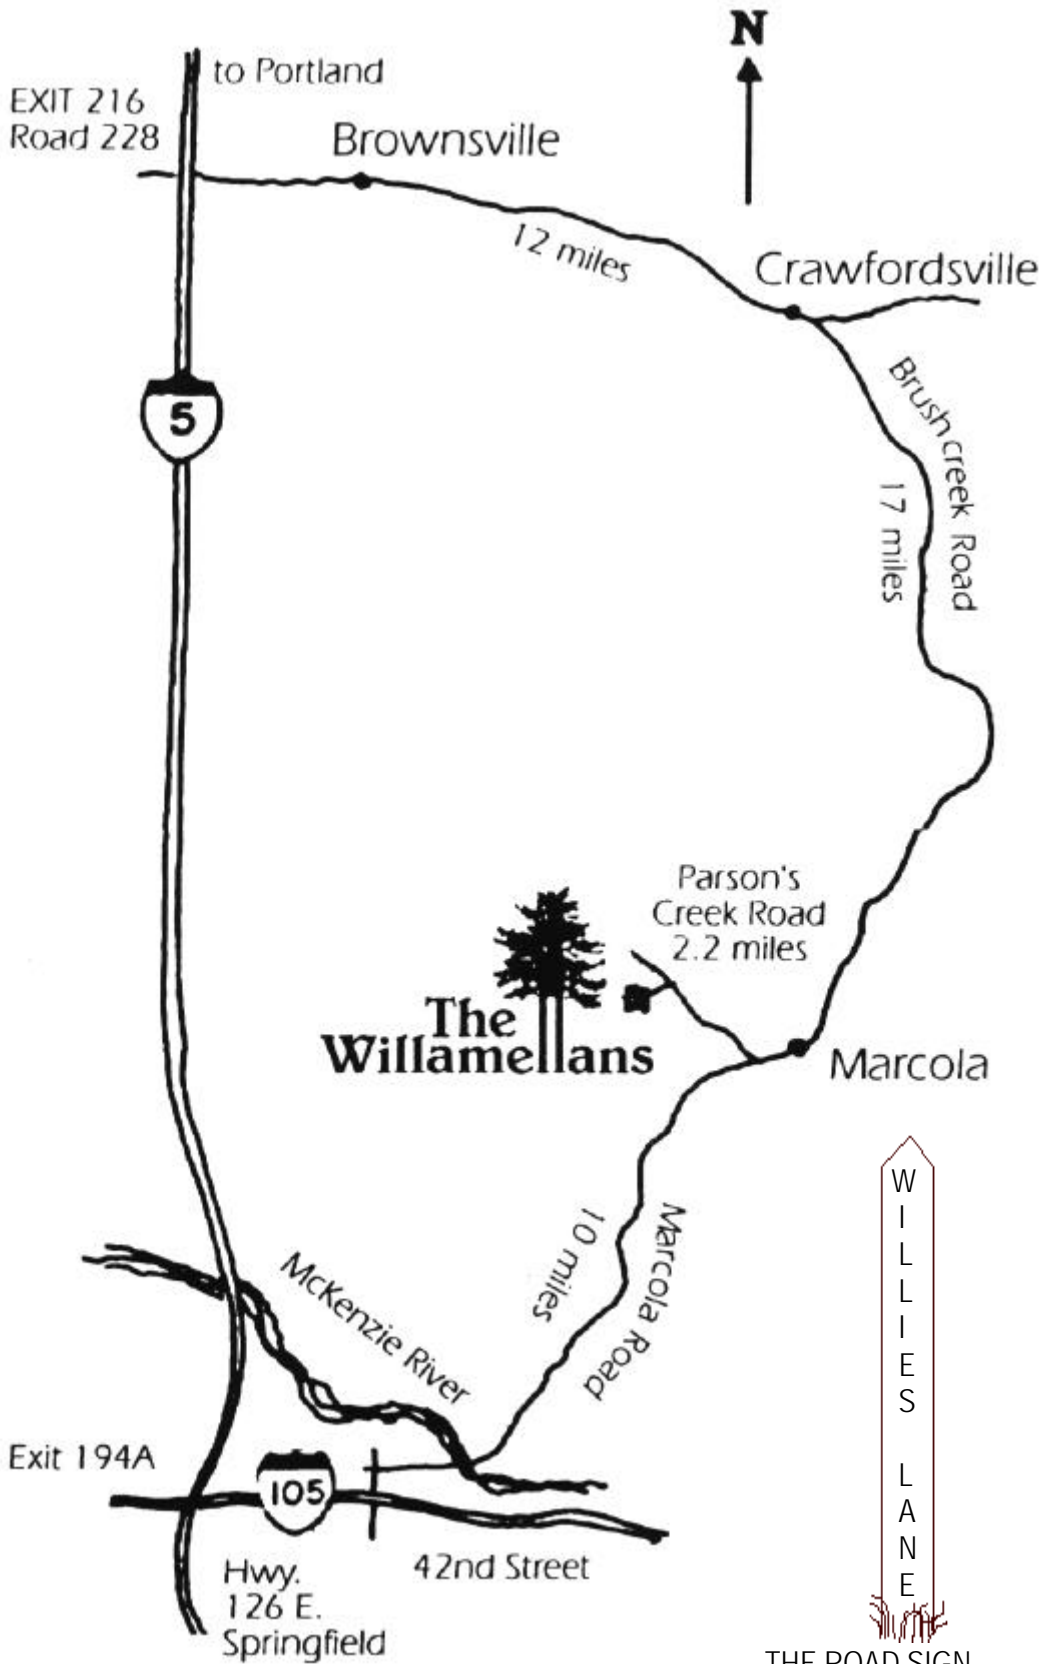 N
to Portland
EXIT 216
Road 228
Brownsville
12 miles
Crawfordsville
Brush creek Road
17 miles
5
Parson's
Creek Road
2.2 miles
The
Willamettans
Marcola
Marcola Road
10 miles
McKenzie River
Exit 194A
105
42nd Street
Hwy.
126 E.
Springfield
WILLIES LANE
THE ROAD SIGN